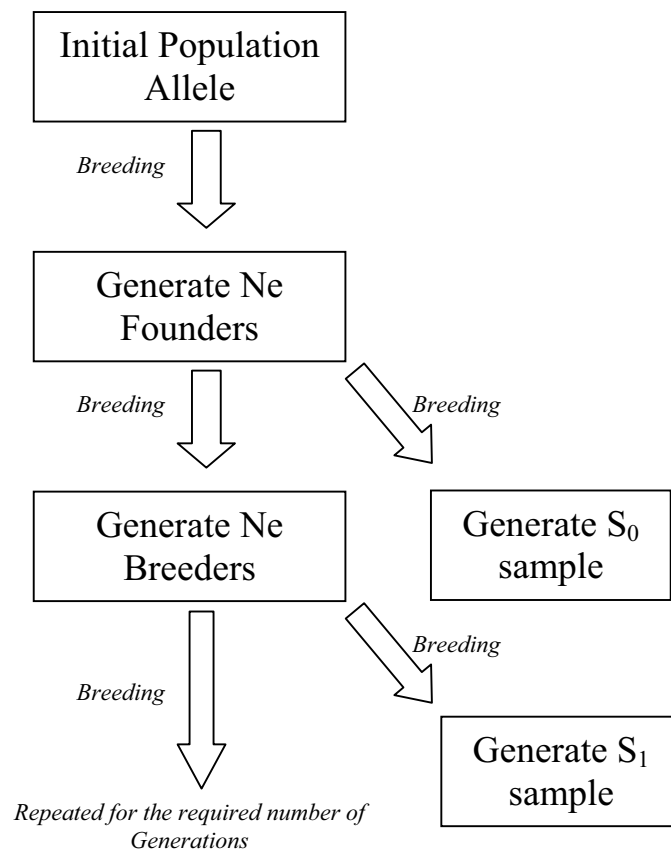 Initial Population
Allele
Breeding
Generate Ne
Founders
Breeding
Breeding
Generate Ne
Breeders
Generate S₀
sample
Breeding
Breeding
Generate S₁
sample
Repeated for the required number of
Generations